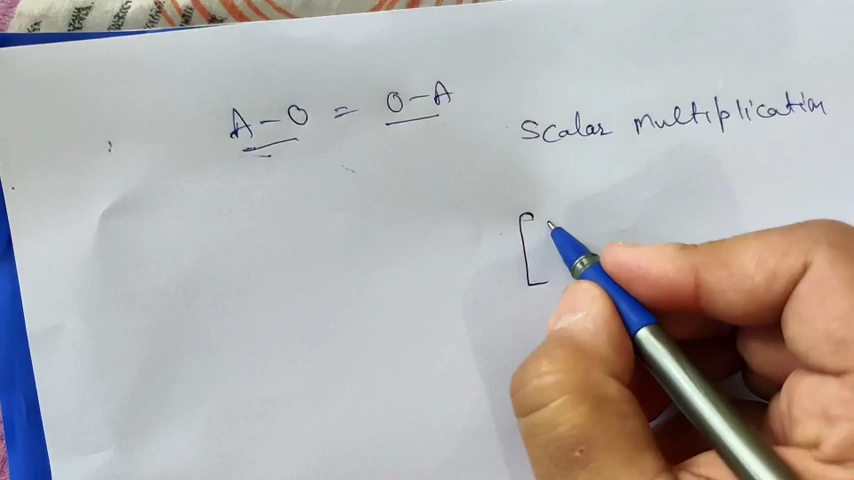 A - O = O - A
Scalar Multiplication
[